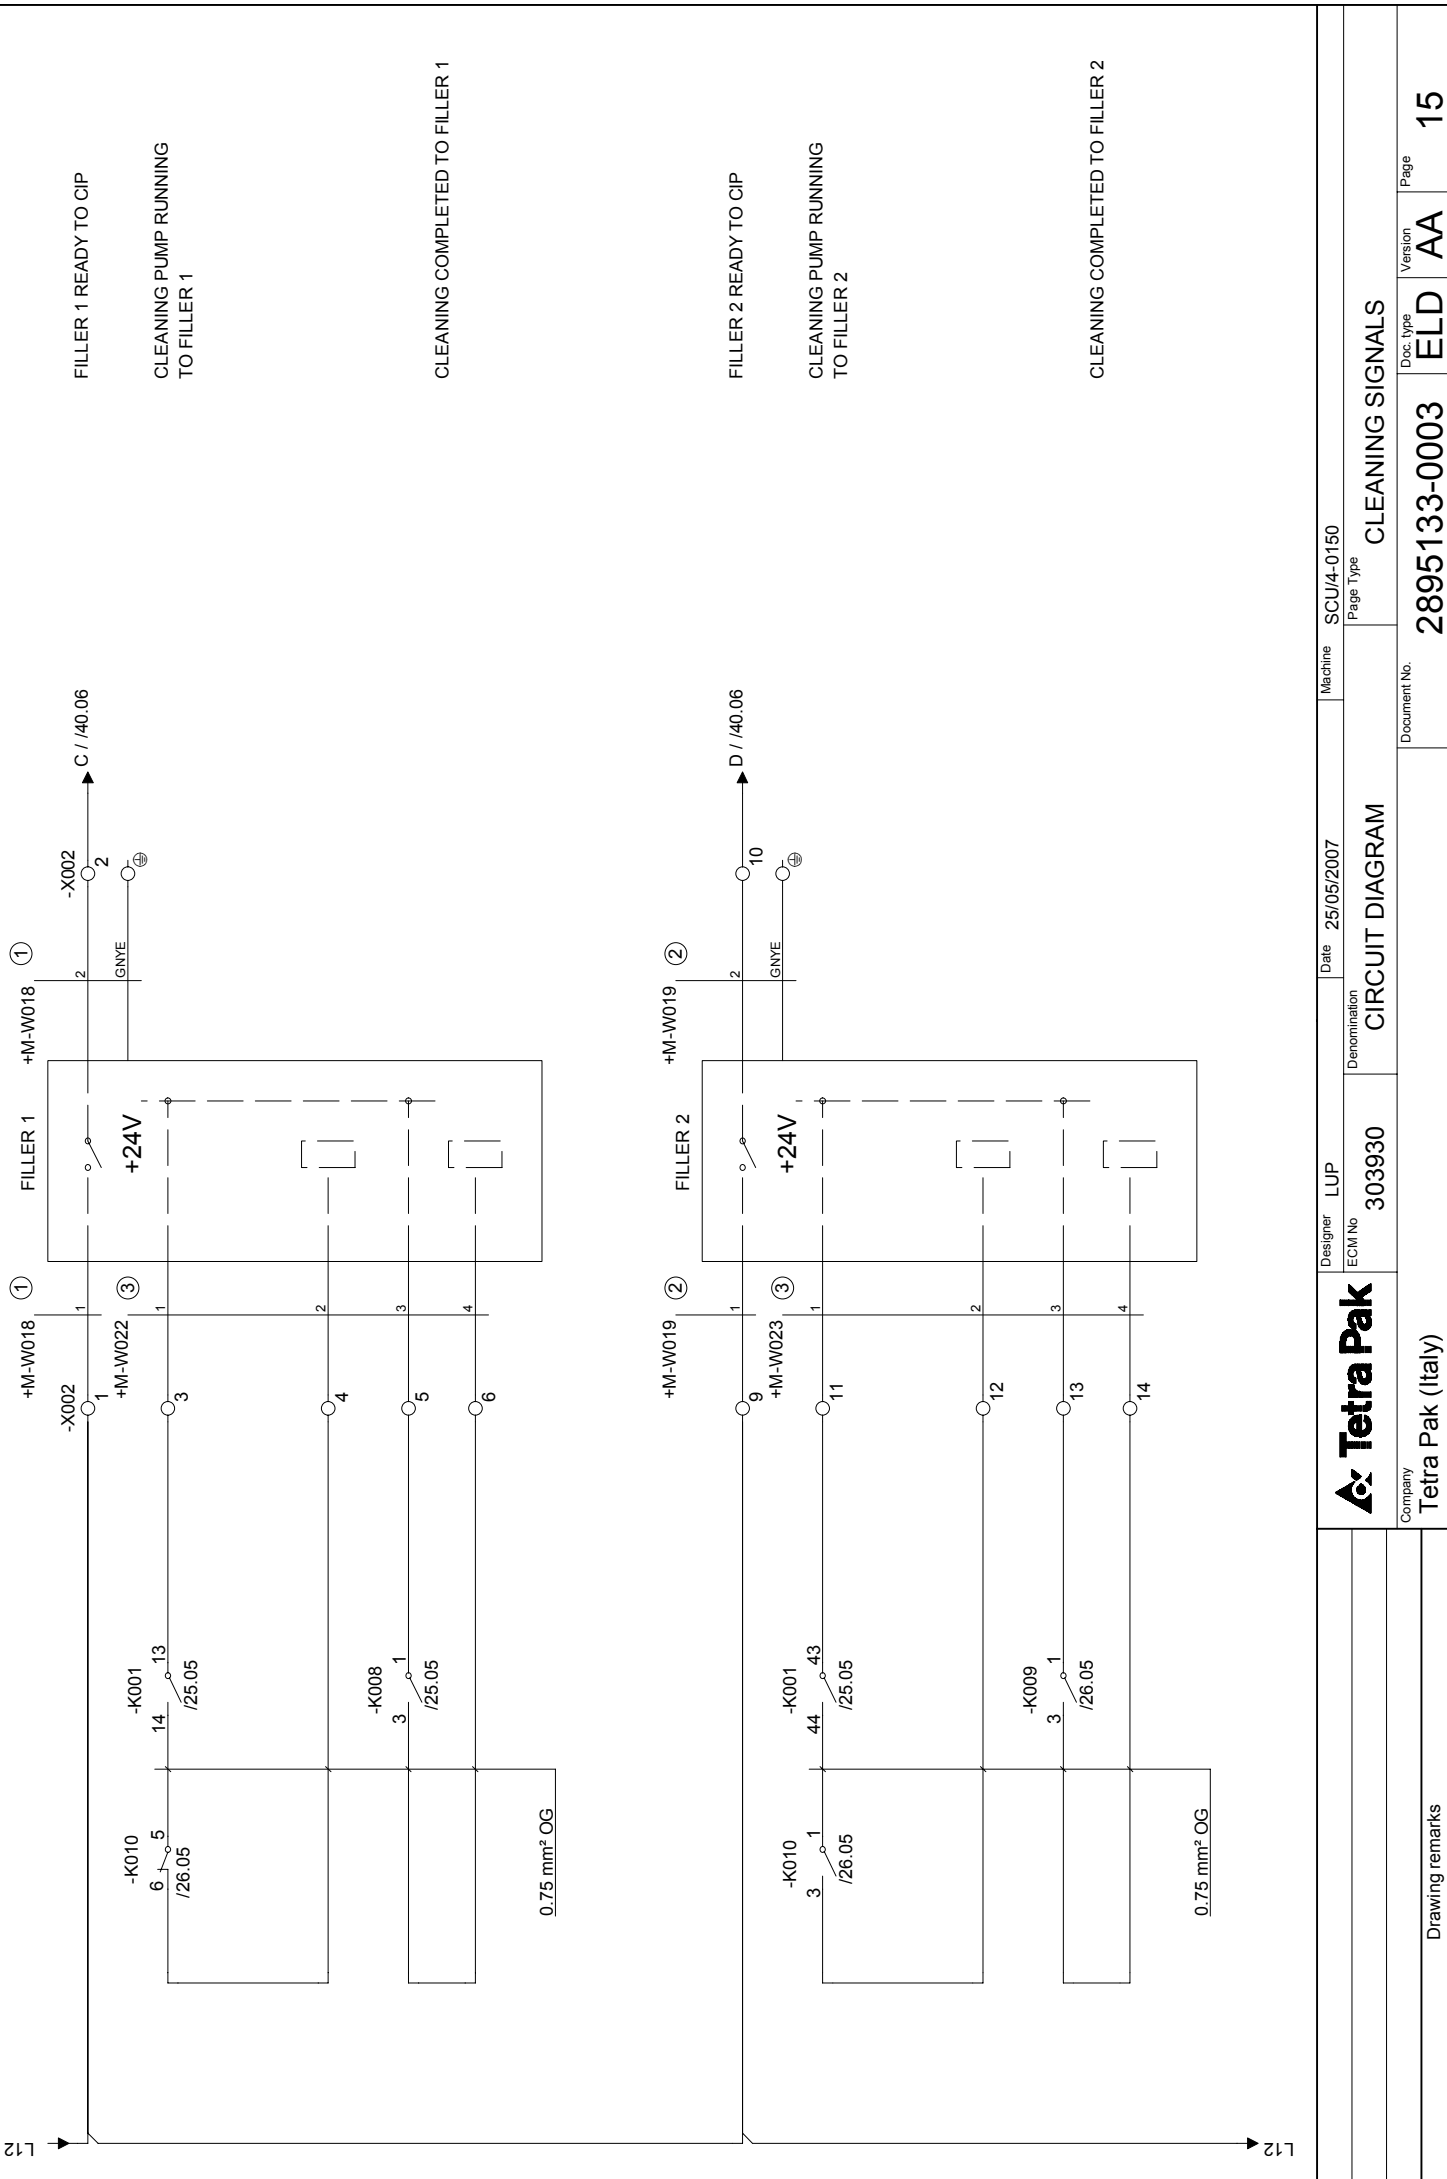 L12
-X002
1
+M-W018
1
1
FILLER 1
+M-W018
1
2
-X002
2
C / /40.06
FILLER 1 READY TO CIP
GNYE
-K010
6
5
/26.05
-K001
14
13
/25.05
3
+M-W022
3
1
+24V
CLEANING PUMP RUNNING
TO FILLER 1
4
2
-K008
3
1
/25.05
5
3
6
4
CLEANING COMPLETED TO FILLER 1
0.75 mm² OG
9
+M-W019
2
1
FILLER 2
+M-W019
2
2
10
D / /40.06
FILLER 2 READY TO CIP
GNYE
-K010
3
1
/26.05
-K001
44
43
/25.05
11
+M-W023
3
1
+24V
CLEANING PUMP RUNNING
TO FILLER 2
12
2
-K009
3
1
/26.05
13
3
14
4
CLEANING COMPLETED TO FILLER 2
0.75 mm² OG
L12
Drawing remarks
Tetra Pak
Company
Tetra Pak (Italy)
Designer LUP
Date 25/05/2007
Machine SCU/4-0150
ECM No
303930
Denomination
CIRCUIT DIAGRAM
Page Type
CLEANING SIGNALS
Document No.
2895133-0003
Doc. type
ELD
Version
AA
Page
15